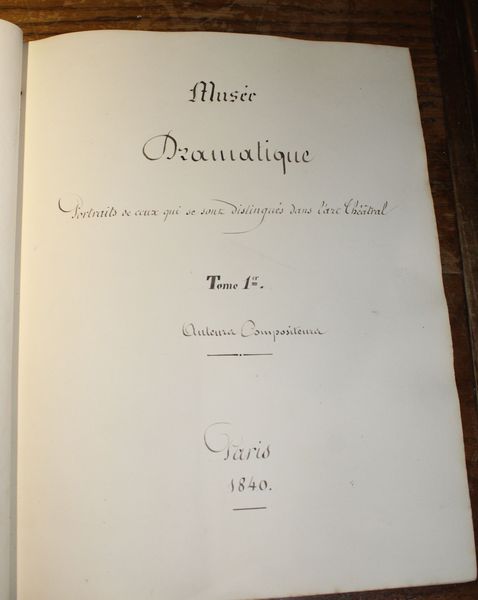 Musée
Dramatique
Portraits de ceux qui se sont distingués dans l'art Théâtral
Tome 1er.
Auteurs Compositeurs
Paris
1840.